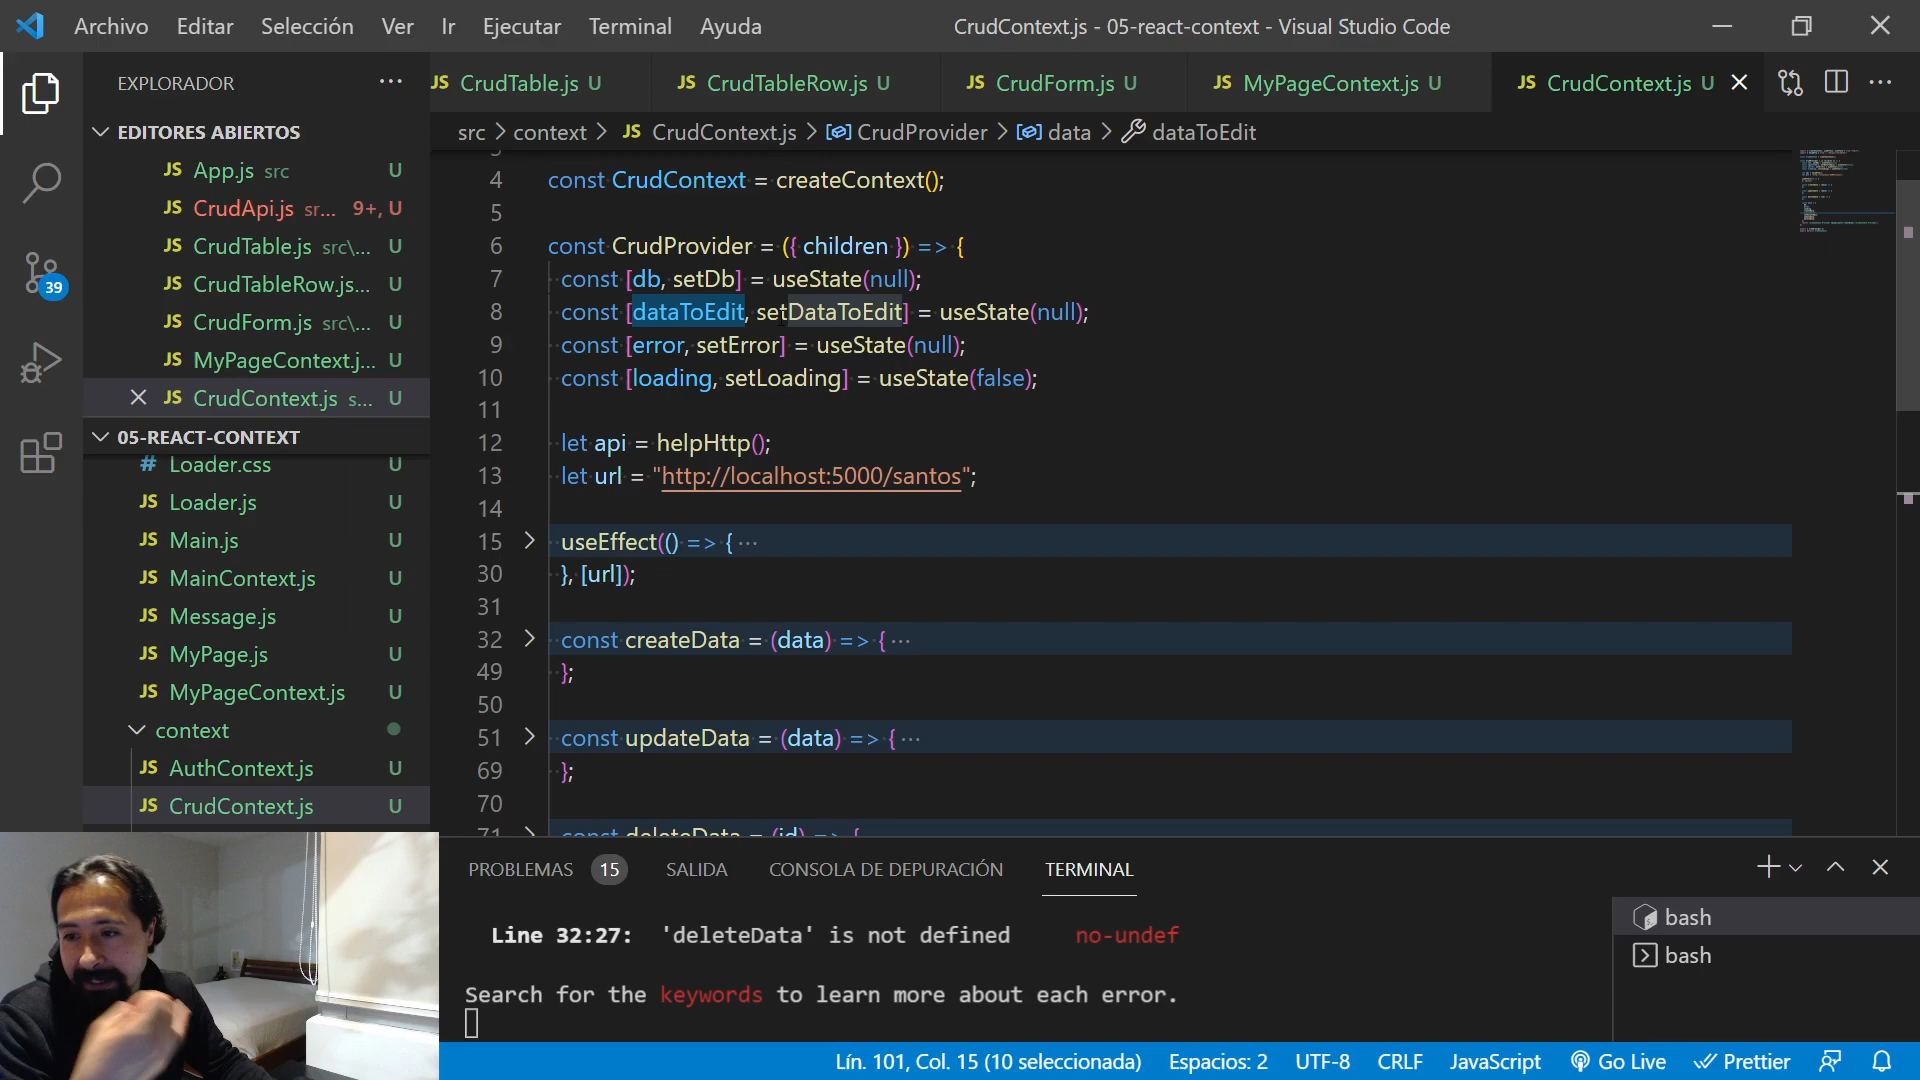 Archivo Editar Selección Ver Ir Ejecutar Terminal Ayuda
CrudContext.js - 05-react-context - Visual Studio Code
EXPLORADOR ···
EDITORES ABIERTOS
JS App.js src U
JS CrudApi.js sr... 9+, U
JS CrudTable.js src\... U
JS CrudTableRow.js... U
JS CrudForm.js src\... U
JS MyPageContext.j... U
JS CrudContext.js s... U
39
05-REACT-CONTEXT
# Loader.css U
JS Loader.js U
JS Main.js U
JS MainContext.js U
JS Message.js U
JS MyPage.js U
JS MyPageContext.js U
context
JS AuthContext.js U
JS CrudContext.js U
JS CrudTable.js U JS CrudTableRow.js U JS CrudForm.js U JS MyPageContext.js U JS CrudContext.js U
src > context > JS CrudContext.js > CrudProvider > data > dataToEdit
4 const CrudContext = createContext();
5
6 const CrudProvider = ({ children }) => {
7 const [db, setDb] = useState(null);
8 const [dataToEdit, setDataToEdit] = useState(null);
9 const [error, setError] = useState(null);
10 const [loading, setLoading] = useState(false);
11
12 let api = helpHttp();
13 let url = "http://localhost:5000/santos";
14
15 useEffect(() => { ···
30 }, [url]);
31
32 const createData = (data) => { ···
49 };
50
51 const updateData = (data) => { ···
69 };
70
71 const deleteData = (id) => {
PROBLEMAS 15 SALIDA CONSOLA DE DEPURACIÓN TERMINAL
Line 32:27: 'deleteData' is not defined no-undef
Search for the keywords to learn more about each error.
bash
bash
Lín. 101, Col. 15 (10 seleccionada) Espacios: 2 UTF-8 CRLF JavaScript Go Live Prettier